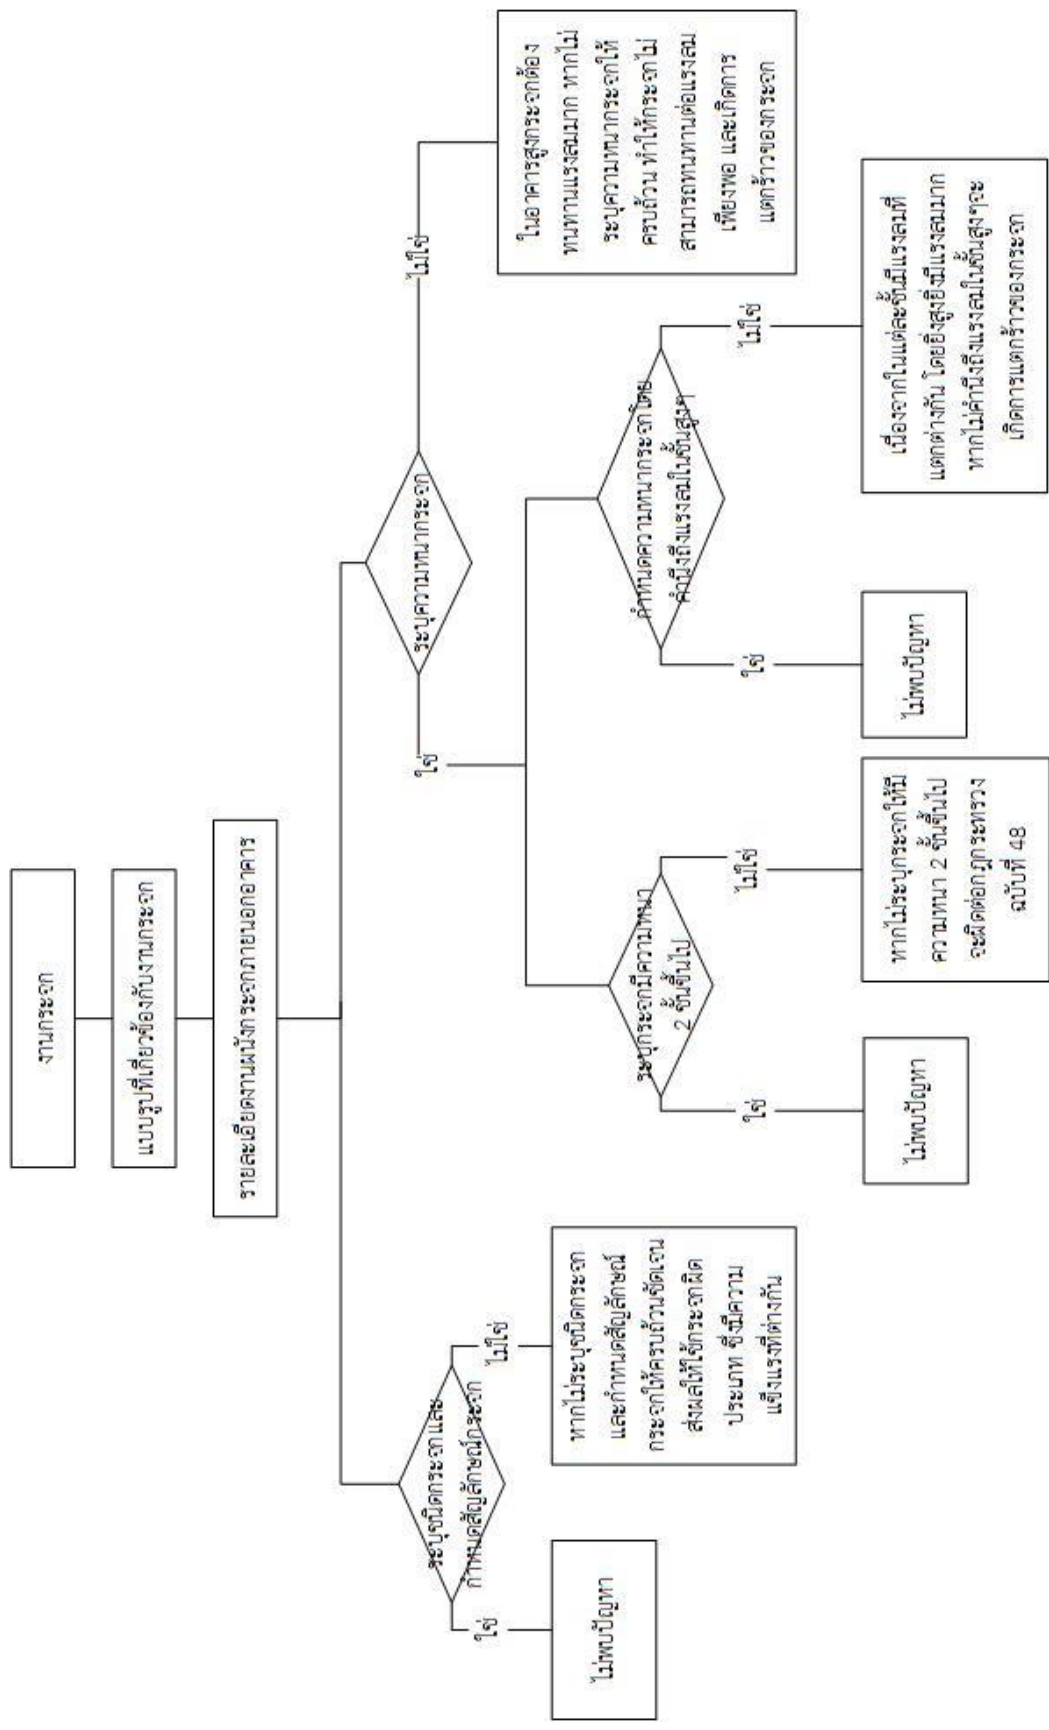 งานกระจก
แบบรูปที่เกี่ยวข้องกับงานกระจก
รายละเอียดงานผนังกระจกภายนอกอาคาร
ระบุชนิดกระจกและ
กำหนดสัญลักษณ์กระจก
ใช่
ไม่ใช่
ไม่พบปัญหา
หากไม่ระบุชนิดกระจก
และกำหนดสัญลักษณ์
กระจกให้ครบถ้วนชัดเจน
ส่งผลให้ใช้กระจกผิด
ประเภท ซึ่งมีความ
แข็งแรงที่ต่างกัน
ระบุความหนากระจก
ใช่
ไม่ใช่
ในอาคารสูงกระจกต้อง
ทนทานแรงลมมาก หากไม่
ระบุความหนากระจกให้
ครบถ้วน ทำให้กระจกไม่
สามารถทนทานต่อแรงลม
เพียงพอ และเกิดการ
แตกร้าวของกระจก
ระบุกระจกมีความหนา
2 ชั้นขึ้นไป
ใช่
ไม่ใช่
ไม่พบปัญหา
หากไม่ระบุกระจกให้มี
ความหนา 2 ชั้นขึ้นไป
จะผิดต่อกฎกระทรวง
ฉบับที่ 48
กำหนดความหนากระจกโดย
คำนึงถึงแรงลมในชั้นสูงๆ
ใช่
ไม่ใช่
ไม่พบปัญหา
เนื่องจากในแต่ละชั้นมีแรงลมที่
แตกต่างกัน โดยยิ่งสูงยิ่งมีแรงลมมาก
หากไม่คำนึงถึงแรงลมในชั้นสูงๆจะ
เกิดการแตกร้าวของกระจก